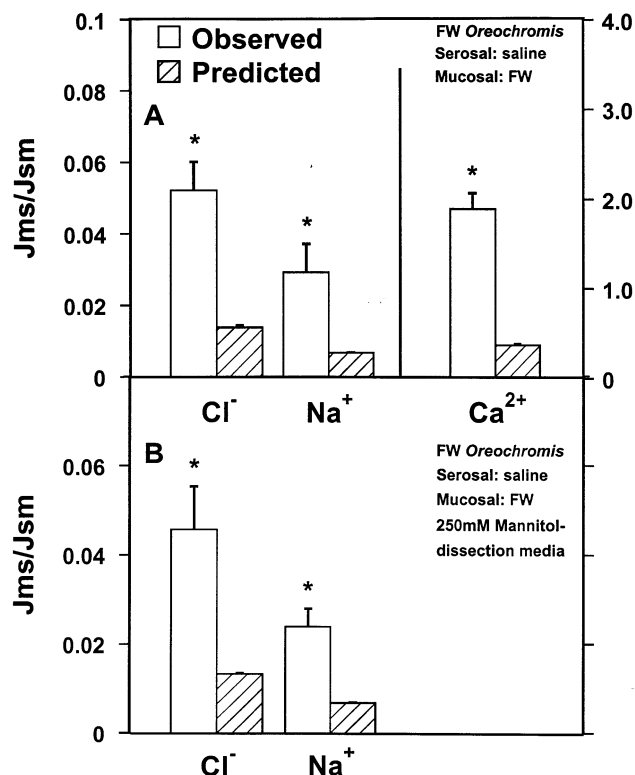 0.1
0.08
0.06
0.04
0.02
0
Jms/Jsm
Observed
Predicted
A
*
*
*
FW Oreochromis
Serosal: saline
Mucosal: FW
4.0
3.0
2.0
1.0
0
Cl-
Na+
Ca2+
0.06
0.04
0.02
0
Jms/Jsm
B
*
*
FW Oreochromis
Serosal: saline
Mucosal: FW
250mM Mannitol-
dissection media
Cl-
Na+